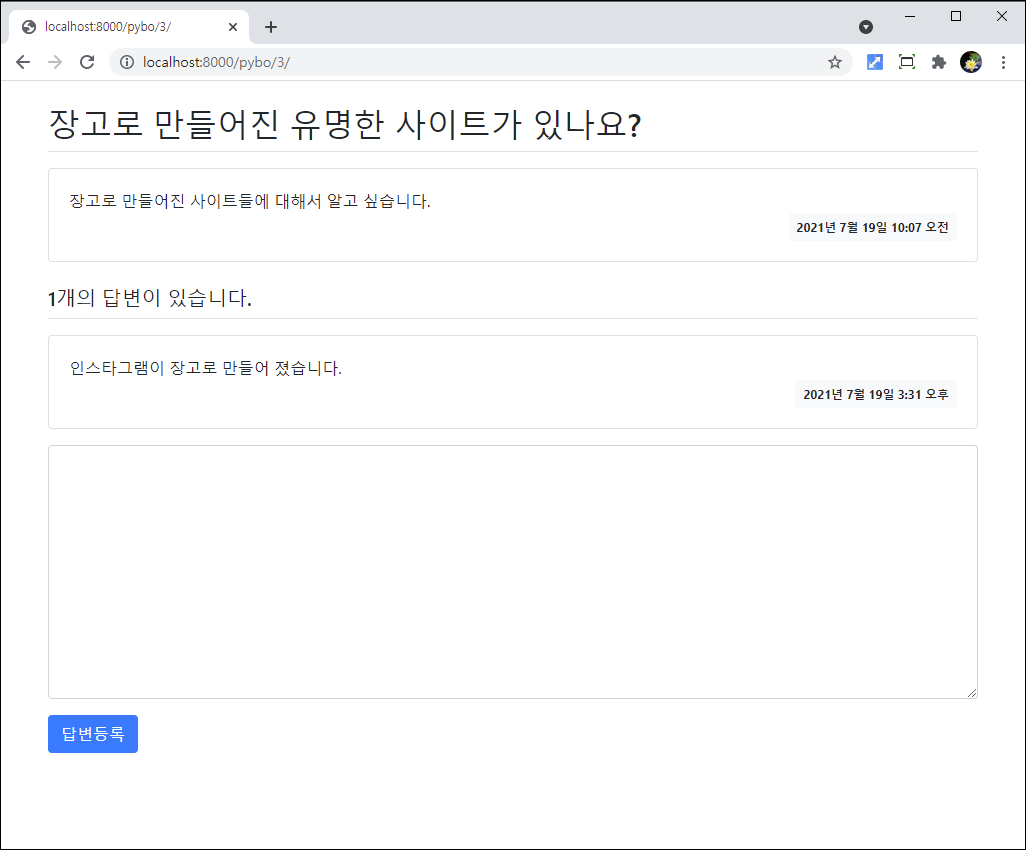 localhost:8000/pybo/3/
localhost:8000/pybo/3/
장고로 만들어진 유명한 사이트가 있나요?
장고로 만들어진 사이트들에 대해서 알고 싶습니다.
2021년 7월 19일 10:07 오전
1개의 답변이 있습니다.
인스타그램이 장고로 만들어 졌습니다.
2021년 7월 19일 3:31 오후
답변등록